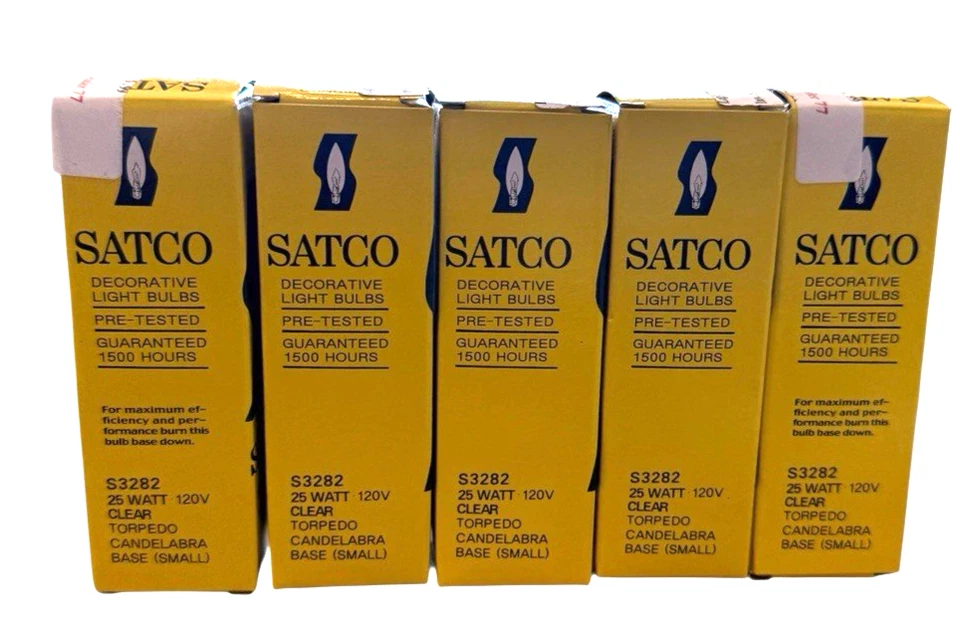 SATCO
DECORATIVE
LIGHT BULBS
PRE-TESTED
GUARANTEED
1500 HOURS
For maximum ef-
ficiency and per-
formance burn this
bulb base down.
S3282
25 WATT 120V
CLEAR
TORPEDO
CANDELABRA
BASE (SMALL)
SATCO
DECORATIVE
LIGHT BULBS
PRE-TESTED
GUARANTEED
1500 HOURS
S3282
25 WATT 120V
CLEAR
TORPEDO
CANDELABRA
BASE (SMALL)
SATCO
DECORATIVE
LIGHT BULBS
PRE-TESTED
GUARANTEED
1500 HOURS
S3282
25 WATT 120V
CLEAR
TORPEDO
CANDELABRA
BASE (SMALL)
SATCO
DECORATIVE
LIGHT BULBS
PRE-TESTED
GUARANTEED
1500 HOURS
S3282
25 WATT 120V
CLEAR
TORPEDO
CANDELABRA
BASE (SMALL)
SATCO
DECORATIVE
LIGHT BULBS
PRE-TESTED
GUARANTEED
1500 HOURS
For maximum ef-
ficiency and per-
formance burn this
bulb base down.
S3282
25 WATT 120V
CLEAR
TORPEDO
CANDELABRA
BASE (SMALL)